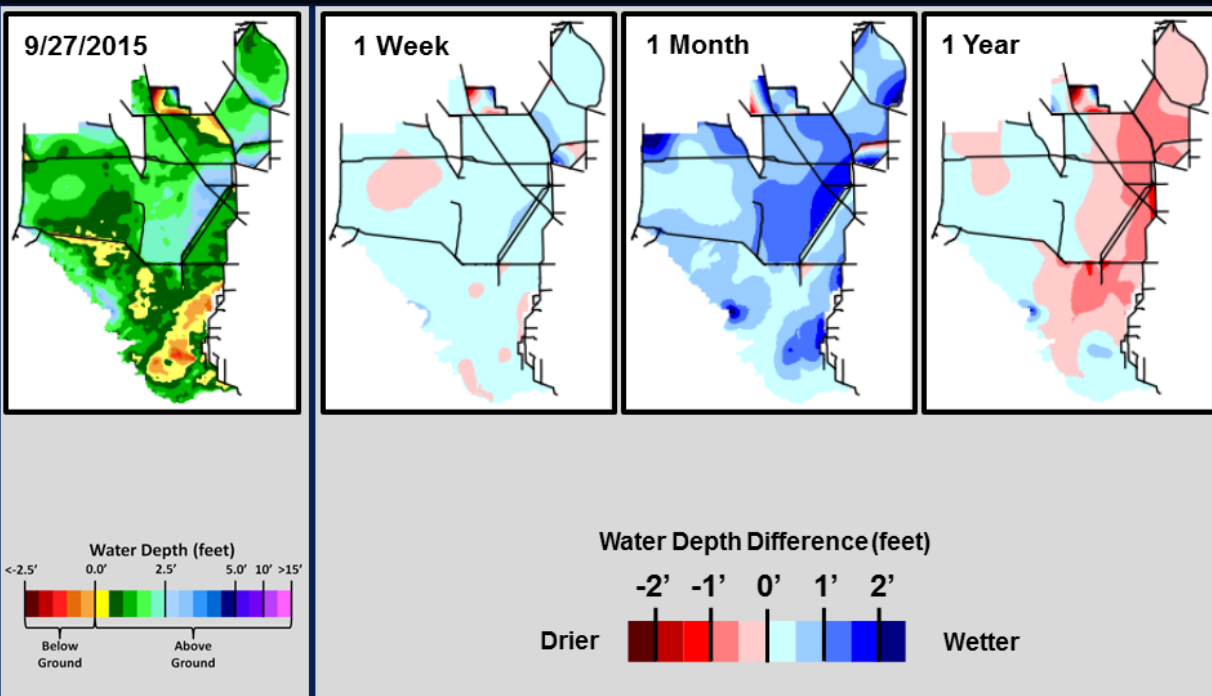 9/27/2015
1 Week
1 Month
1 Year
Water Depth (feet)
<-2.5’ 0.0’ 2.5’ 5.0’ 10’ >15’
Below Ground
Above Ground
Water Depth Difference (feet)
-2’ -1’ 0’ 1’ 2’
Drier
Wetter